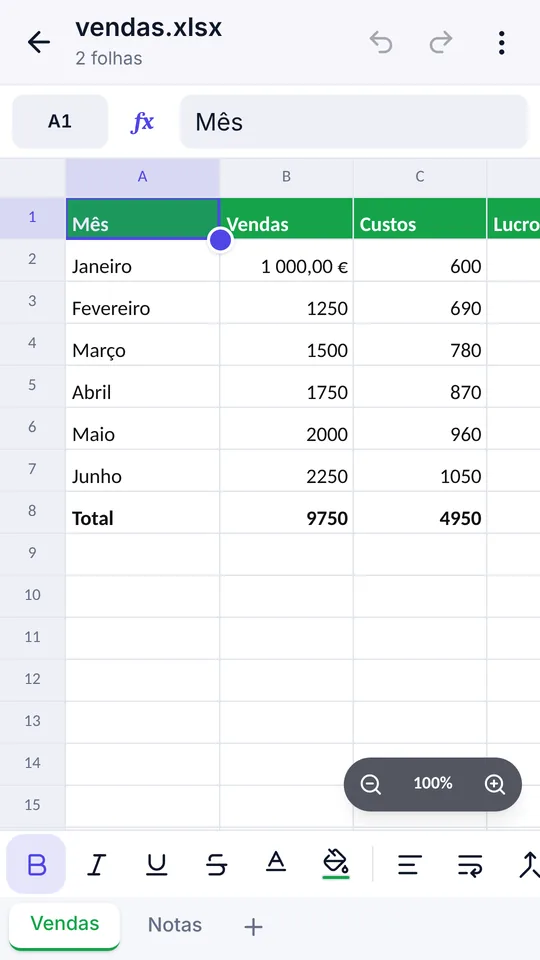 vendas.xlsx
2 folhas
A1 fx Mês
A B C
1 Mês Vendas Custos Lucro
2 Janeiro 1 000,00 € 600
3 Fevereiro 1250 690
4 Março 1500 780
5 Abril 1750 870
6 Maio 2000 960
7 Junho 2250 1050
8 Total 9750 4950
9
10
11
12
13
14
15
100%
B I U S A
Vendas Notas